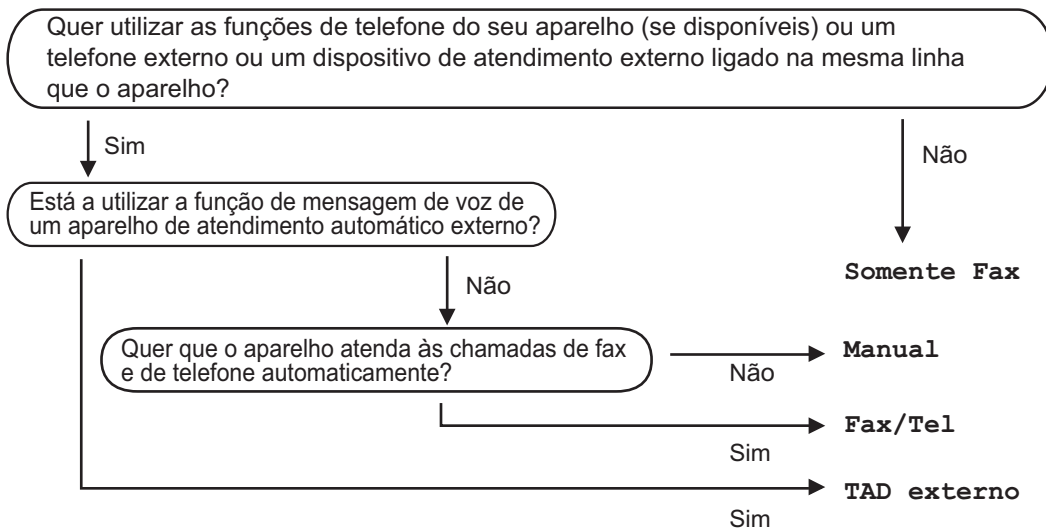 Quer utilizar as funções de telefone do seu aparelho (se disponíveis) ou um
telefone externo ou um dispositivo de atendimento externo ligado na mesma linha
que o aparelho?
Sim
Não
Está a utilizar a função de mensagem de voz de
um aparelho de atendimento automático externo?
Somente Fax
Não
Quer que o aparelho atenda às chamadas de fax
e de telefone automaticamente?
Manual
Não
Fax/Tel
Sim
TAD externo
Sim